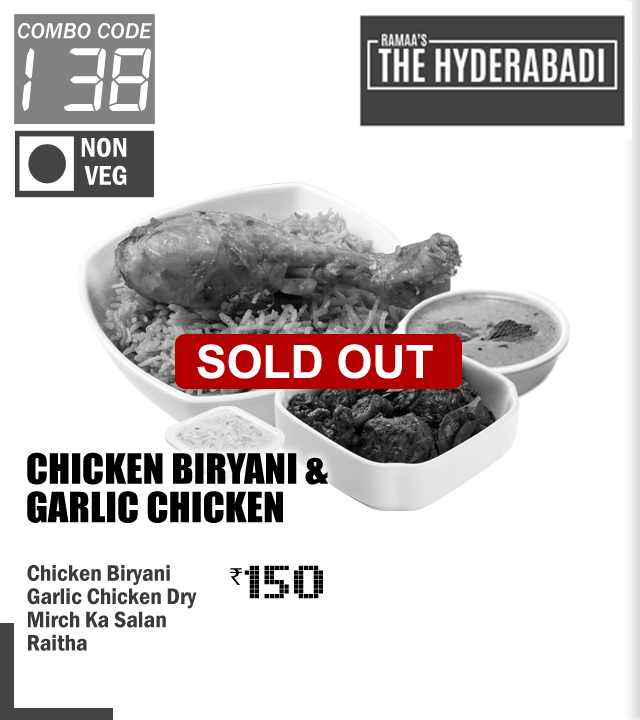 COMBO CODE
138
NON
VEG
RAMAA'S
THE HYDERABADI
SOLD OUT
CHICKEN BIRYANI &
GARLIC CHICKEN
Chicken Biryani
Garlic Chicken Dry
Mirch Ka Salan
Raitha
₹150